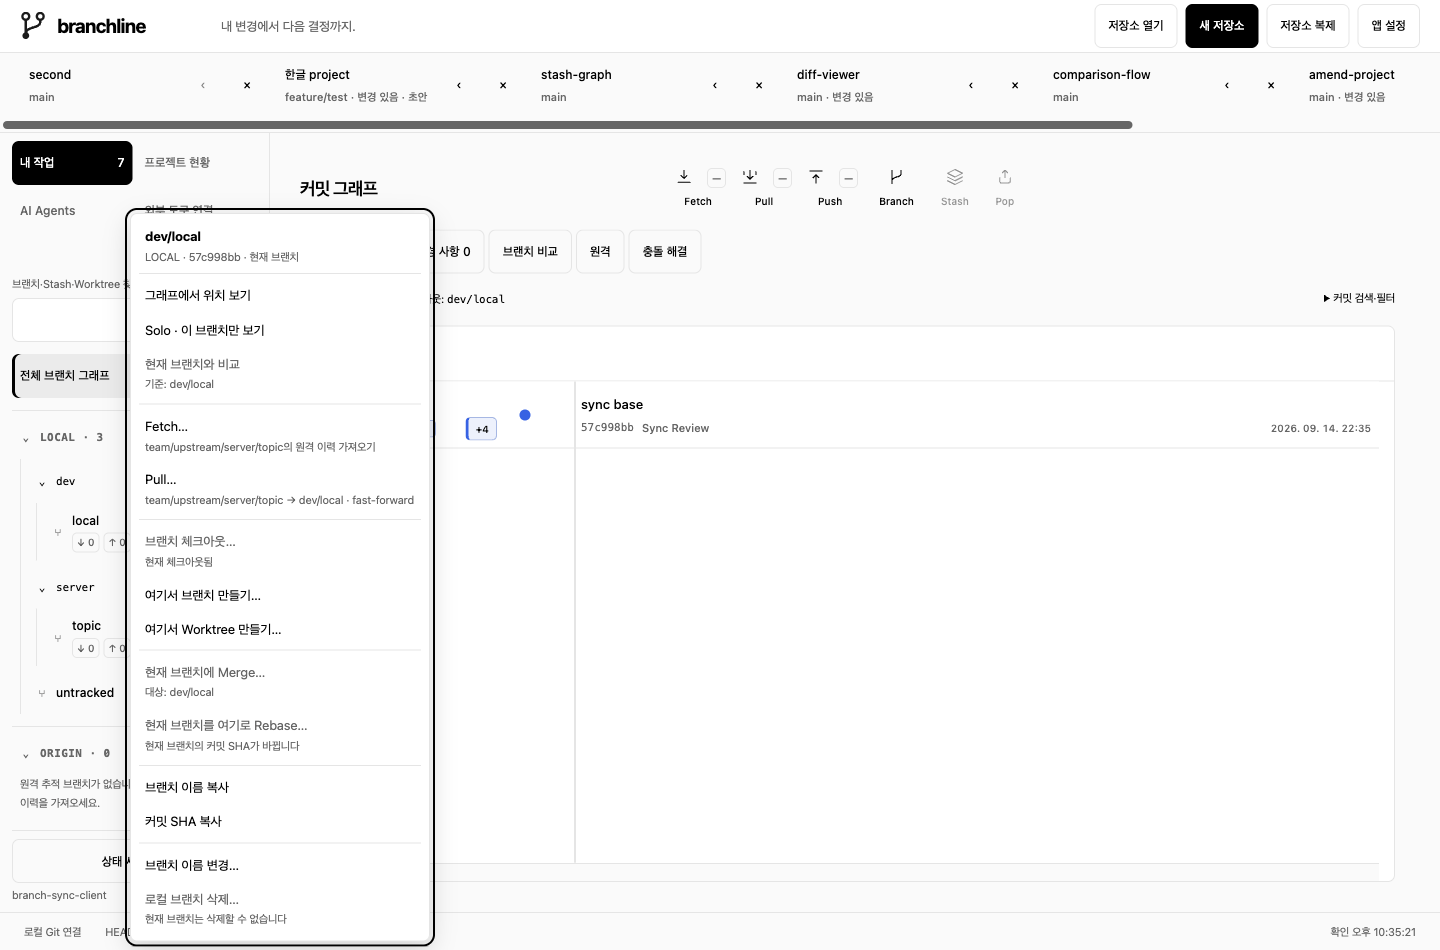 branchline
내 변경에서 다음 결정까지.
저장소 열기
새 저장소
저장소 복제
앱 설정
second
main
한글 project
feature/test · 변경 있음 · 초안
stash-graph
main
diff-viewer
main · 변경 있음
comparison-flow
main
amend-project
main · 변경 있음
내 작업 7
프로젝트 현황
AI Agents
커밋 그래프
Fetch
Pull
Push
Branch
Stash
Pop
사항 0
브랜치 비교
원격
충돌 해결
브랜치·Stash·Worktree
dev/local
▶ 커밋 검색·필터
전체 브랜치 그래프
LOCAL · 3
dev
local
↓ 0 ↑ 0
server
topic
↓ 0 ↑ 0
untracked
ORIGIN · 0
원격 추적 브랜치가 없습니
이력을 가져오세요.
상태
branch-sync-client
dev/local
LOCAL · 57c998bb · 현재 브랜치
그래프에서 위치 보기
Solo · 이 브랜치만 보기
현재 브랜치와 비교
기준: dev/local
Fetch...
team/upstream/server/topic의 원격 이력 가져오기
Pull...
team/upstream/server/topic → dev/local · fast-forward
브랜치 체크아웃...
현재 체크아웃됨
여기서 브랜치 만들기...
여기서 Worktree 만들기...
현재 브랜치에 Merge...
대상: dev/local
현재 브랜치를 여기로 Rebase...
현재 브랜치의 커밋 SHA가 바뀝니다
브랜치 이름 복사
커밋 SHA 복사
브랜치 이름 변경...
로컬 브랜치 삭제...
현재 브랜치는 삭제할 수 없습니다
+4
sync base
57c998bb Sync Review
2026. 09. 14. 22:35
로컬 Git 연결
HEAD
확인 오후 10:35:21